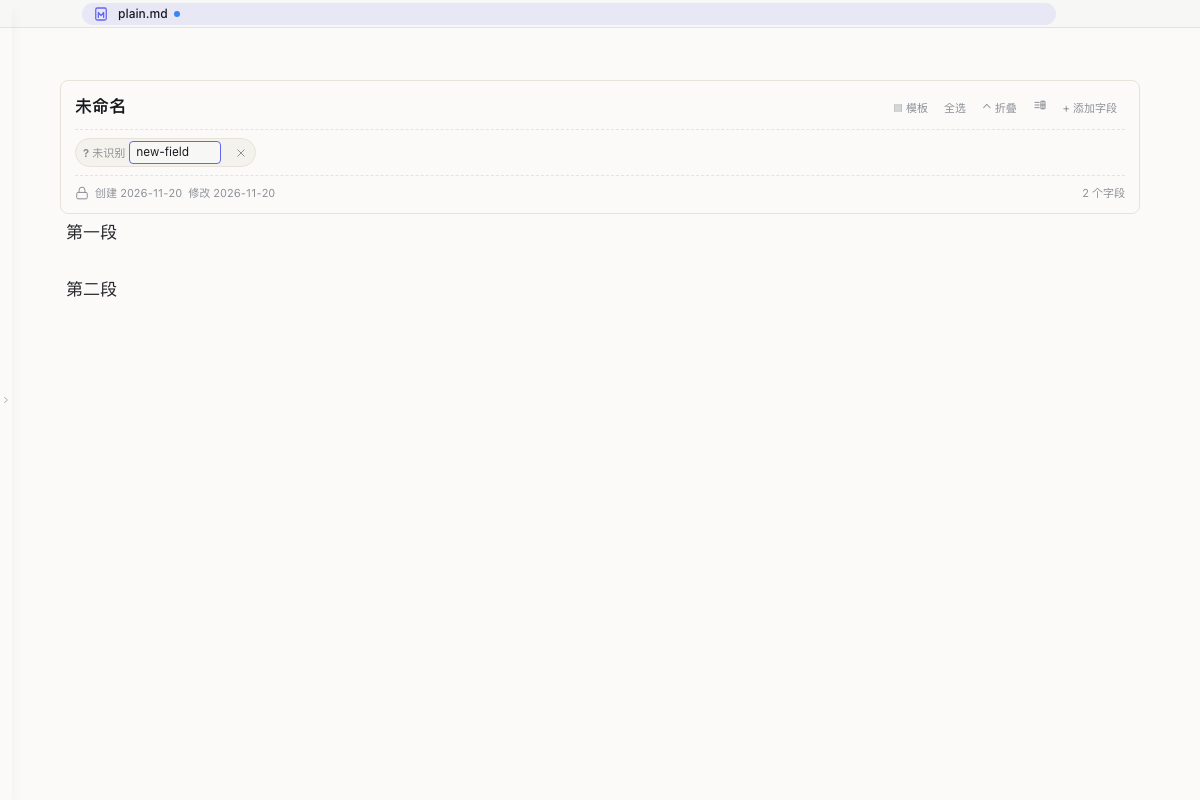 plain.md
未命名
模板 全选 折叠 + 添加字段
? 未识别 new-field
创建 2026-11-20 修改 2026-11-20 2 个字段
第一段
第二段